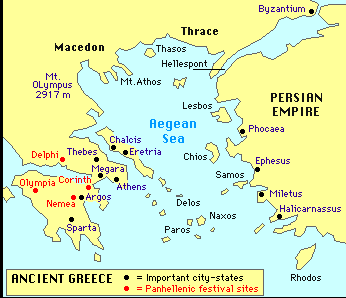 Byzantium
Thrace
Macedon
Thasos
Hellespont
Mt.
OLympus
2917 m
Mt. Athos
Lesbos
PERSIAN
EMPIRE
Aegean
Sea
Phocaea
Chalcis
Eretria
Thebes
Delphi
Chios
Ephesus
Megara
Samos
Olympia
Corinth
Athens
Miletus
Nemea
Argos
Delos
Halicarnassus
Naxos
Sparta
Paros
Rhodos
ANCIENT GREECE
= Important city-states
= Panhellenic festival sites